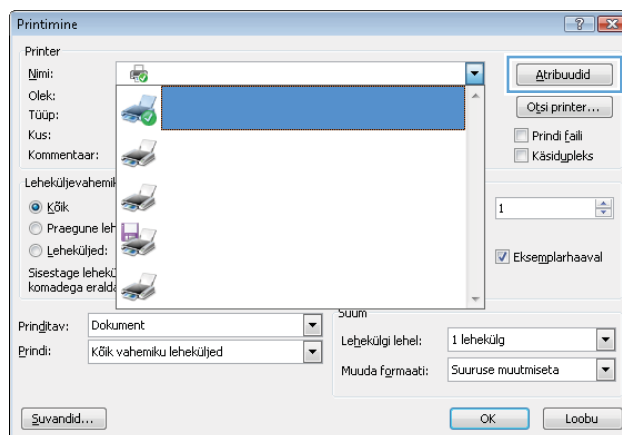 Printimine
Printer
Nimi:
Atribuudid
Olek:
Tüüp:
Otsi printer...
Kus:
Prindi faili
Kommentaar:
Käsidupleks
Leheküljevahemik
Kõik
1
Praegune leh
Leheküljed:
Eksemplarhaaval
Sisestage lehekü
komadega eralda
Suum
Prinditav: Dokument
Lehekülgi lehel: 1 lehekülg
Prindi: Kõik vahemiku leheküljed
Muuda formaati: Suuruse muutmiseta
Suvandid...
OK
Loobu